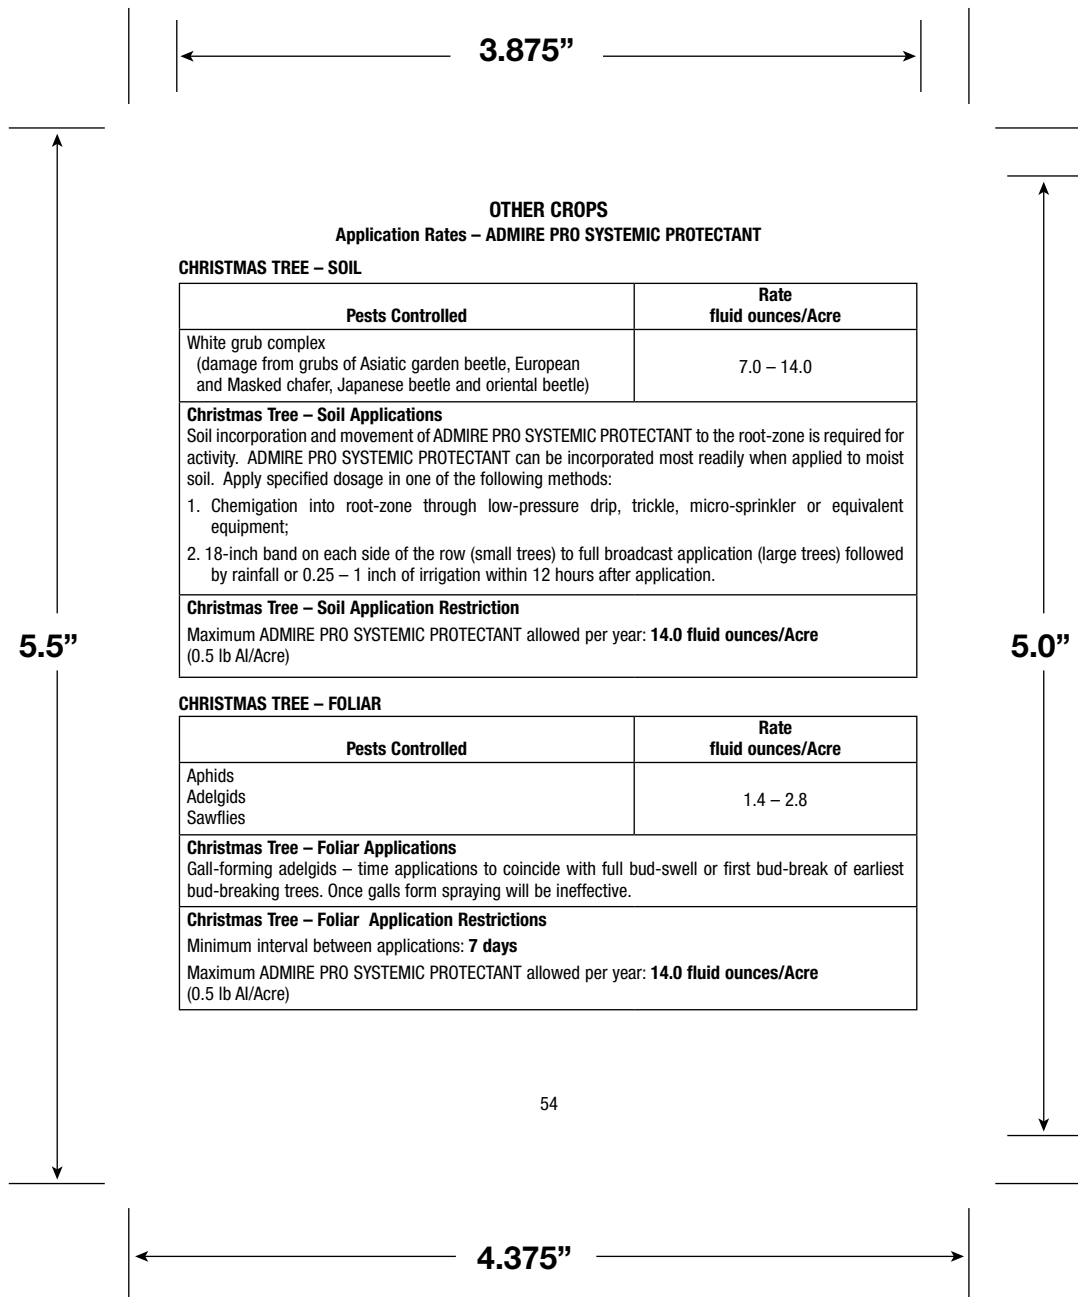 3.875”
OTHER CROPS
Application Rates – ADMIRE PRO SYSTEMIC PROTECTANT
CHRISTMAS TREE – SOIL
Pests Controlled
Rate
fluid ounces/Acre
White grub complex
(damage from grubs of Asiatic garden beetle, European
and Masked chafer, Japanese beetle and oriental beetle)
7.0 – 14.0
Christmas Tree – Soil Applications
Soil incorporation and movement of ADMIRE PRO SYSTEMIC PROTECTANT to the root-zone is required for
activity. ADMIRE PRO SYSTEMIC PROTECTANT can be incorporated most readily when applied to moist
soil. Apply specified dosage in one of the following methods:
1. Chemigation into root-zone through low-pressure drip, trickle, micro-sprinkler or equivalent
equipment;
2. 18-inch band on each side of the row (small trees) to full broadcast application (large trees) followed
by rainfall or 0.25 – 1 inch of irrigation within 12 hours after application.
Christmas Tree – Soil Application Restriction
Maximum ADMIRE PRO SYSTEMIC PROTECTANT allowed per year: 14.0 fluid ounces/Acre
(0.5 lb AI/Acre)
5.5”
5.0”
CHRISTMAS TREE – FOLIAR
Pests Controlled
Rate
fluid ounces/Acre
Aphids
Adelgids
Sawflies
1.4 – 2.8
Christmas Tree – Foliar Applications
Gall-forming adelgids – time applications to coincide with full bud-swell or first bud-break of earliest
bud-breaking trees. Once galls form spraying will be ineffective.
Christmas Tree – Foliar Application Restrictions
Minimum interval between applications: 7 days
Maximum ADMIRE PRO SYSTEMIC PROTECTANT allowed per year: 14.0 fluid ounces/Acre
(0.5 lb AI/Acre)
54
4.375”